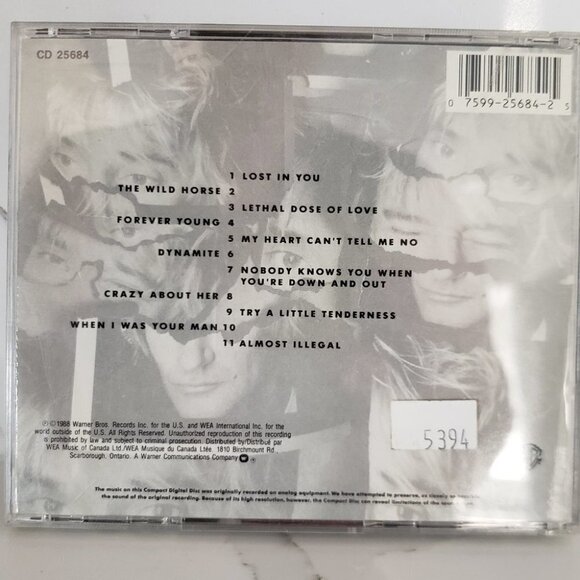 CD 25684
0 7599-25684-2 5
1 LOST IN YOU
THE WILD HORSE 2
3 LETHAL DOSE OF LOVE
FOREVER YOUNG 4
5 MY HEART CAN'T TELL ME NO
DYNAMITE 6
7 NOBODY KNOWS YOU WHEN
YOU'RE DOWN AND OUT
CRAZY ABOUT HER 8
9 TRY A LITTLE TENDERNESS
WHEN I WAS YOUR MAN 10
11 ALMOST ILLEGAL
℗ © 1988 Warner Bros. Records Inc. for the U.S. and WEA International Inc. for the
world outside of the U.S. All Rights Reserved. Unauthorized reproduction of this recording
is prohibited by law and subject to criminal prosecution. Distributed by/Distribué par
WEA Music of Canada Ltd./WEA Musique du Canada Ltée. 1810 Birchmount Rd.,
Scarborough, Ontario. A Warner Communications Company
5394
The music on this Compact Digital Disc was originally recorded on analog equipment. We have attempted to preserve, as closely as possible,
the sound of the original recording. Because of its high resolution, however, the Compact Disc can reveal limitations of the source